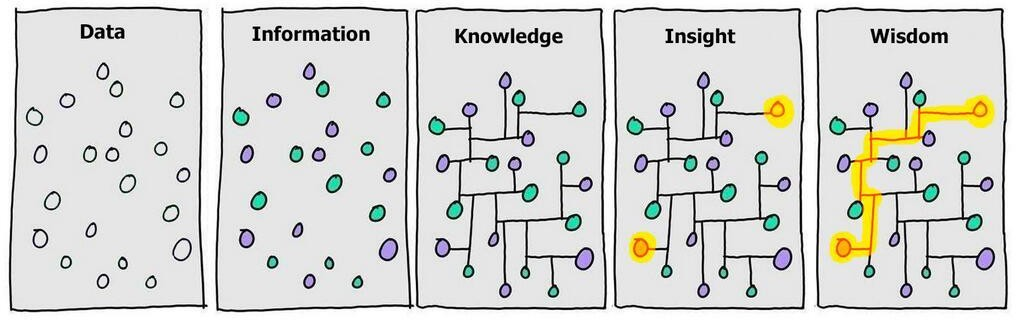 Data
Information
Knowledge
Insight
Wisdom